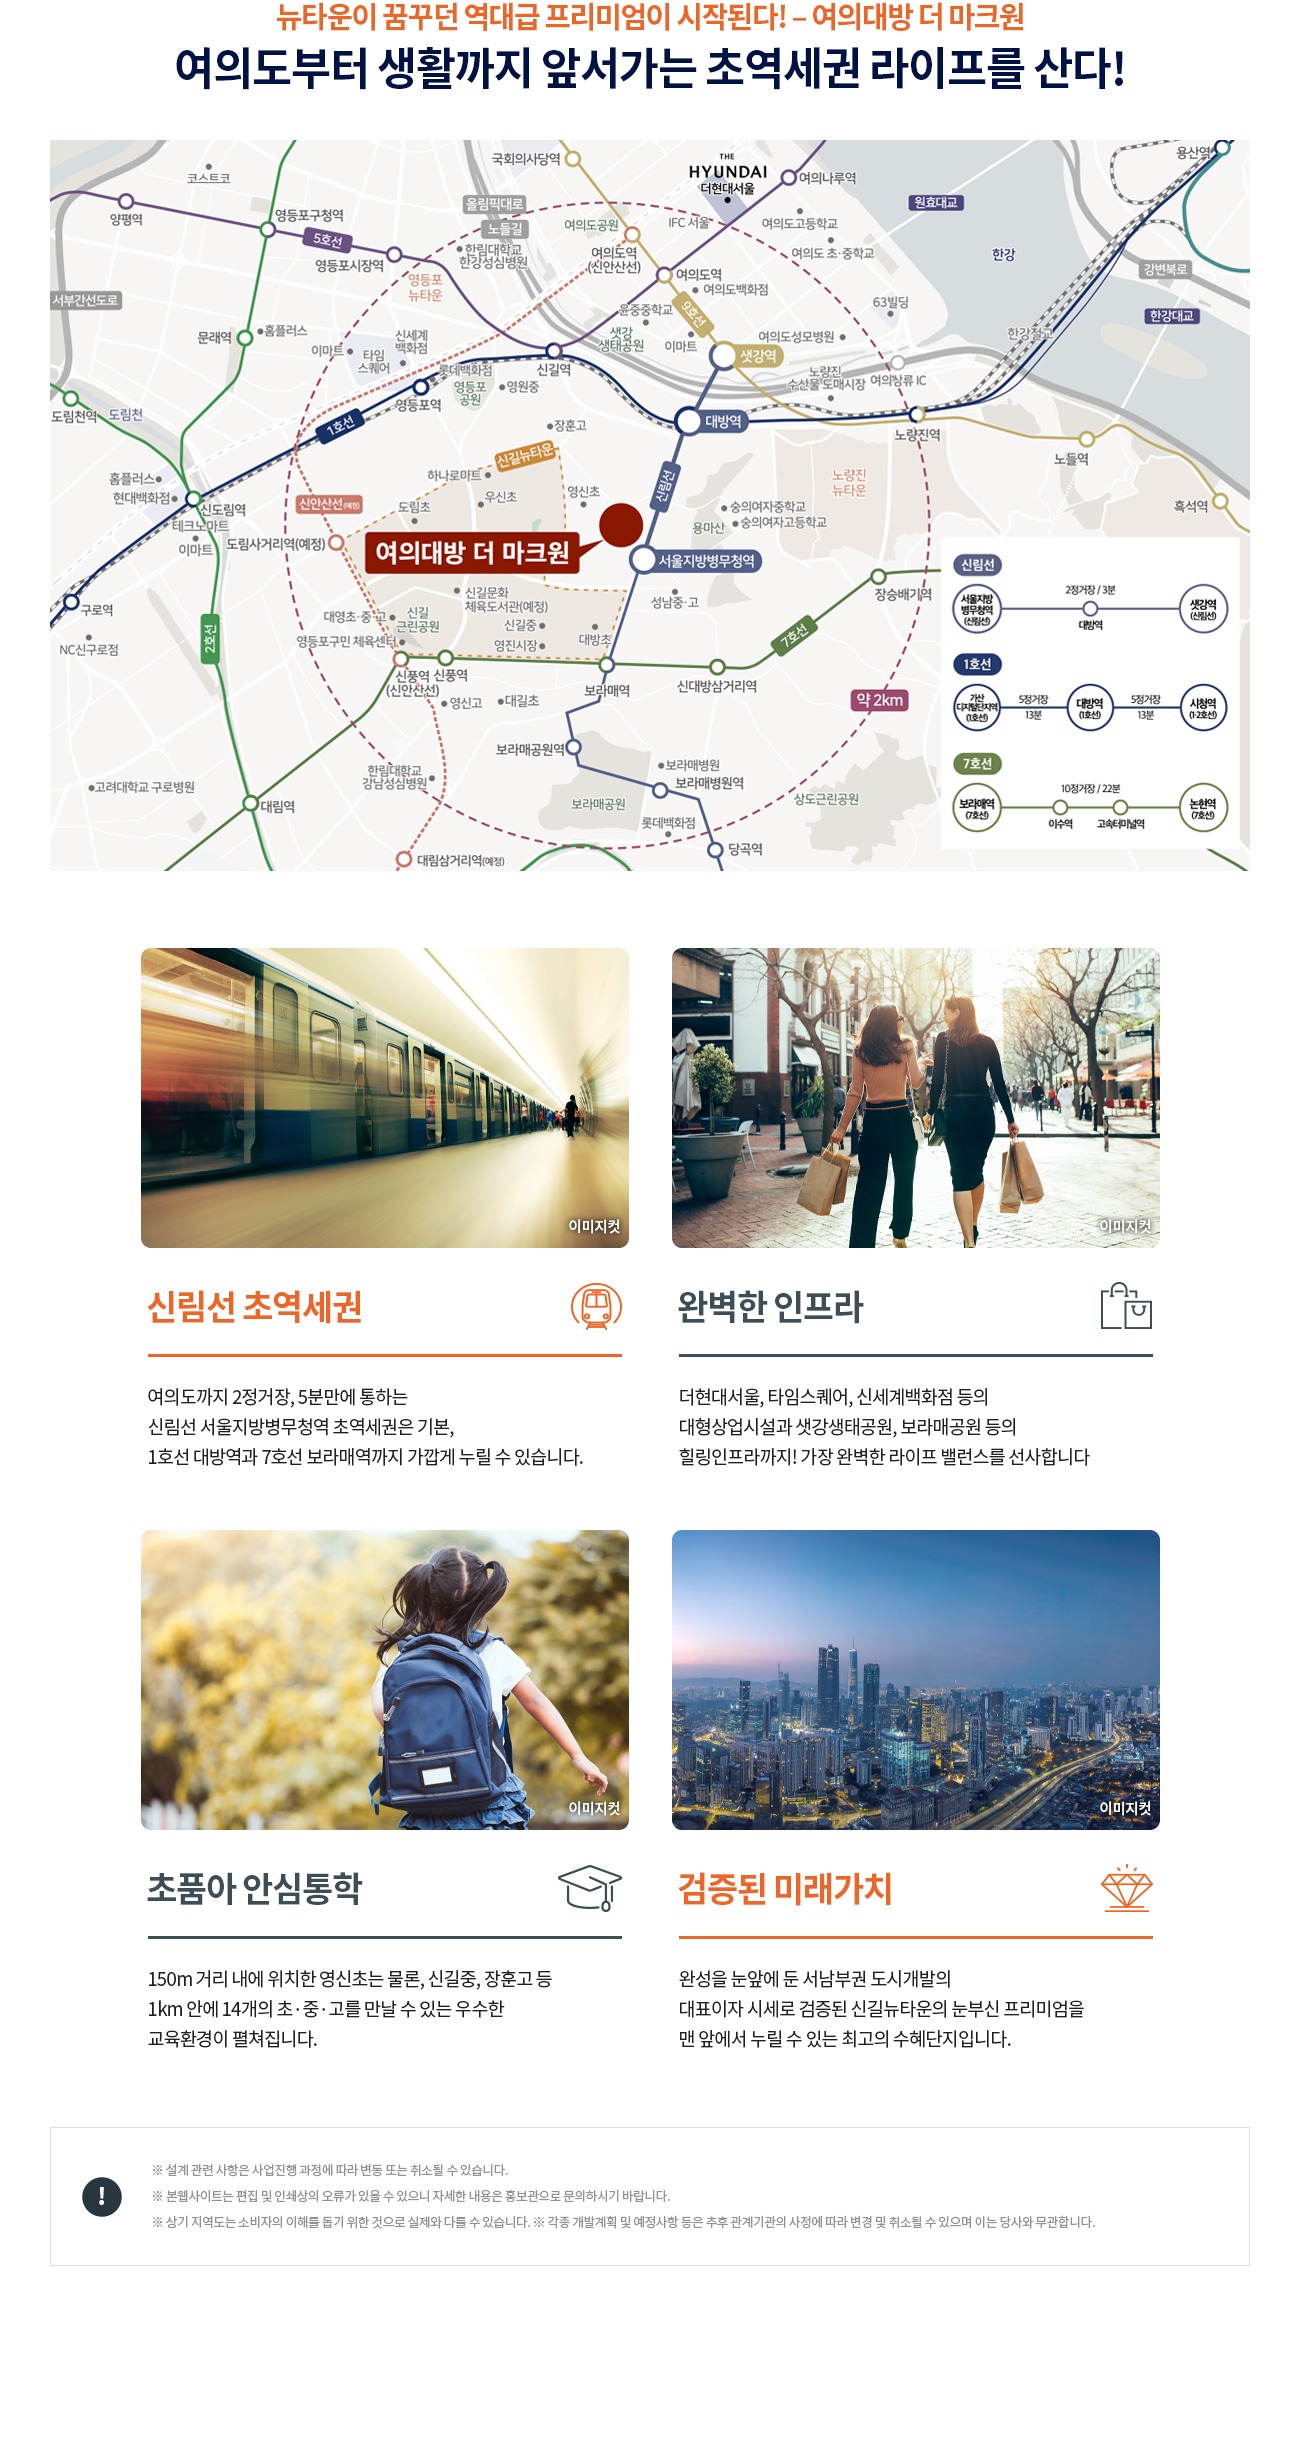 뉴타운이 꿈꾸던 역대급 프리미엄이 시작된다! – 여의대방 더 마크원
여의도부터 생활까지 앞서가는 초역세권 라이프를 산다!
국회의사당역
THE
HYUNDAI
더현대서울
여의나루역
용산역
코스트코
양평역
영등포구청역
5호선
영등포시장역
올림픽대로
노들길
한림대학교
한강성심병원
여의도공원
IFC 서울
여의도고등학교
여의도 초·중학교
원효대교
한강
강변북로
한강대교
여의도역
(신안산선)
여의도역
여의도백화점
영등포
뉴타운
서부간선도로
문래역
홈플러스
이마트
타임
스퀘어
신세계
백화점
롯데백화점
윤중중학교
9호선
생강
생태공원
이마트
여의도성모병원
63빌딩
한강철교
샛강역
신길역
영등포
공원
영원중
영등포역
노량진
수산물 도매시장
여의상류 IC
도림천역
도림천
1호선
대방역
노량진역
노들역
장훈고
신길뉴타운
하나로마트
홈플러스
현대백화점
신도림역
테크노마트
이마트
신안산선(예정)
도림초
우신초
영신초
신림선
노량진
뉴타운
숭의여자중학교
숭의여자고등학교
용마산
흑석역
도림사거리역(예정)
여의대방 더 마크원
서울지방병무청역
구로역
NC신구로점
2호선
대영초·중·고
신길
근린공원
신길문화
체육도서관(예정)
신길중
영진시장
대방초
성남중·고
장승배기역
7호선
영등포구민 체육센터
신풍역
(신안산선)
신풍역
보라매역
신대방삼거리역
영신고
대길초
약 2km
보라매공원역
보라매병원
보라매병원역
한림대학교
강남성심병원
고려대학교 구로병원
대림역
보라매공원
상도근린공원
롯데백화점
당곡역
대림삼거리역(예정)
신림선
서울지방
병무청역
(신림선)
2정거장 / 3분
대방역
샛강역
(신림선)
1호선
가산
디지털단지역
(1호선)
5정거장
13분
대방역
(1호선)
5정거장
13분
시청역
(1·2호선)
7호선
보라매역
(7호선)
10정거장 / 22분
이수역
고속터미널역
논현역
(7호선)
이미지컷
이미지컷
신림선 초역세권
완벽한 인프라
여의도까지 2정거장, 5분만에 통하는
신림선 서울지방병무청역 초역세권은 기본,
1호선 대방역과 7호선 보라매역까지 가깝게 누릴 수 있습니다.
더현대서울, 타임스퀘어, 신세계백화점 등의
대형상업시설과 샛강생태공원, 보라매공원 등의
힐링인프라까지! 가장 완벽한 라이프 밸런스를 선사합니다
이미지컷
이미지컷
초품아 안심통학
검증된 미래가치
150m 거리 내에 위치한 영신초는 물론, 신길중, 장훈고 등
1km 안에 14개의 초·중·고를 만날 수 있는 우수한
교육환경이 펼쳐집니다.
완성을 눈앞에 둔 서남부권 도시개발의
대표이자 시세로 검증된 신길뉴타운의 눈부신 프리미엄을
맨 앞에서 누릴 수 있는 최고의 수혜단지입니다.
※ 설계 관련 사항은 사업진행 과정에 따라 변동 또는 취소될 수 있습니다.
※ 본웹사이트는 편집 및 인쇄상의 오류가 있을 수 있으니 자세한 내용은 홍보관으로 문의하시기 바랍니다.
※ 상기 지역도는 소비자의 이해를 돕기 위한 것으로 실제와 다를 수 있습니다. ※ 각종 개발계획 및 예정사항 등은 추후 관계기관의 사정에 따라 변경 및 취소될 수 있으며 이는 당사와 무관합니다.